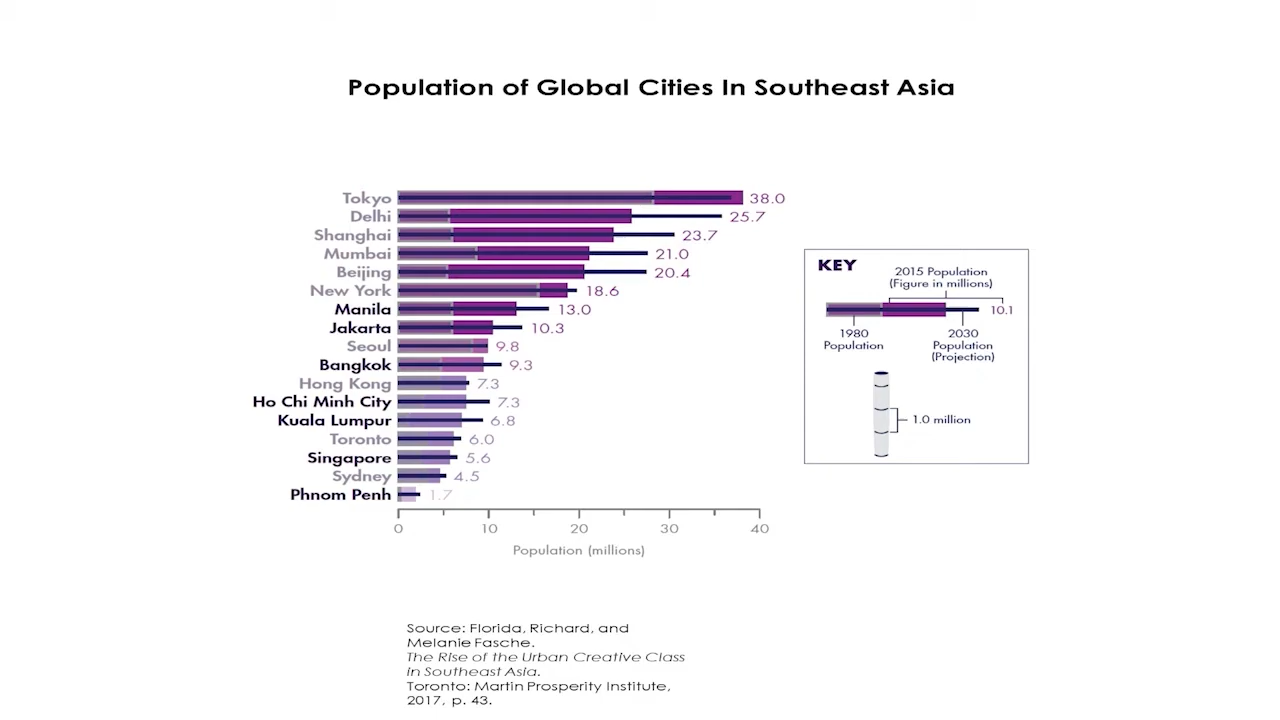 Population of Global Cities In Southeast Asia
Tokyo 38.0
Delhi 25.7
Shanghai 23.7
Mumbai 21.0
Beijing 20.4
New York 18.6
Manila 13.0
Jakarta 10.3
Seoul 9.8
Bangkok 9.3
Hong Kong 7.3
Ho Chi Minh City 7.3
Kuala Lumpur 6.8
Toronto 6.0
Singapore 5.6
Sydney 4.5
Phnom Penh 1.7
0 10 20 30 40
Population (millions)
KEY
2015 Population
(Figure in millions)
10.1
1980
Population
2030
Population
(Projection)
1.0 million
Source: Florida, Richard, and
Melanie Fasche.
The Rise of the Urban Creative Class
in Southeast Asia.
Toronto: Martin Prosperity Institute,
2017, p. 43.